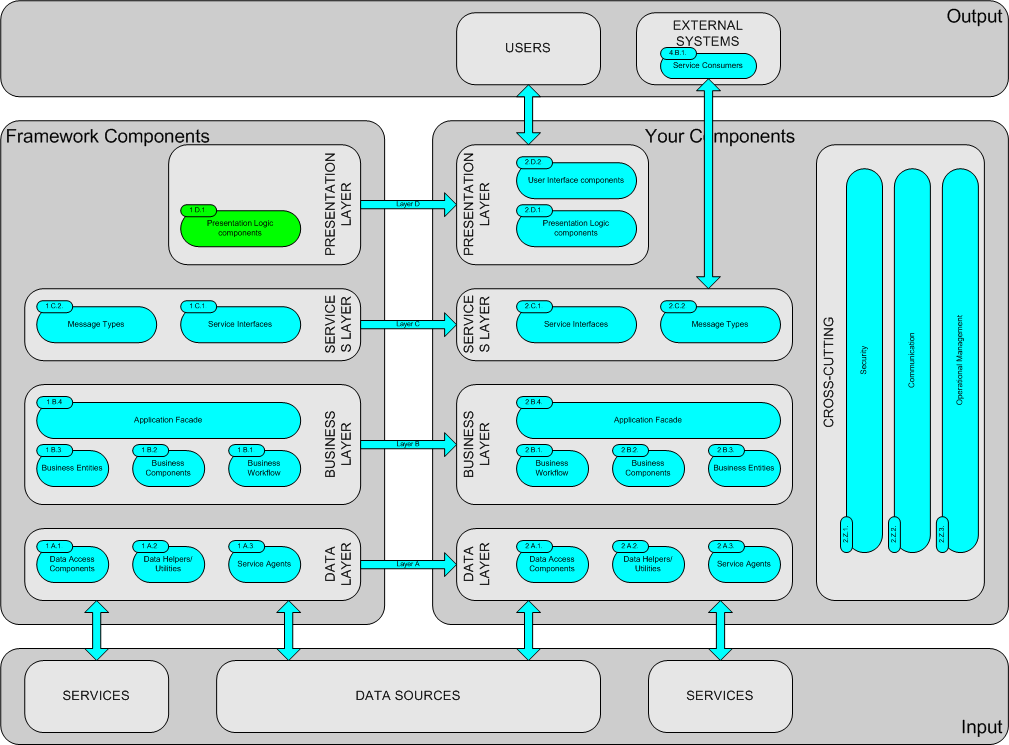 Output
USERS
EXTERNAL
SYSTEMS
4.B.1.
Service Consumers
Framework Components
Your Components
1.D.1
Presentation Logic
components
PRESENTATION
LAYER
Layer D
PRESENTATION
LAYER
2.D.2
User Interface components
2.D.1
Presentation Logic
components
1.C.2.
Message Types
1.C.1
Service Interfaces
SERVICE
S LAYER
Layer C
SERVICE
S LAYER
2.C.1
Service Interfaces
2.C.2
Message Types
1.B.4
Application Facade
1.B.3
Business Entities
1.B.2
Business
Components
1.B.1
Business
Workflow
BUSINESS
LAYER
Layer B
BUSINESS
LAYER
2.B.4.
Application Facade
2.B.1.
Business
Workflow
2.B.2.
Business
Components
2.B.3.
Business Entities
1.A.1
Data Access
Components
1.A.2
Data Helpers/
Utilities
1.A.3
Service Agents
DATA
LAYER
Layer A
DATA
LAYER
2.A.1.
Data Access
Components
2.A.2.
Data Helpers/
Utilities
2.A.3.
Service Agents
CROSS-CUTTING
Security
2.Z.1.
Communication
2.Z.2.
Operational Management
2.Z.3.
SERVICES
DATA SOURCES
SERVICES
Input